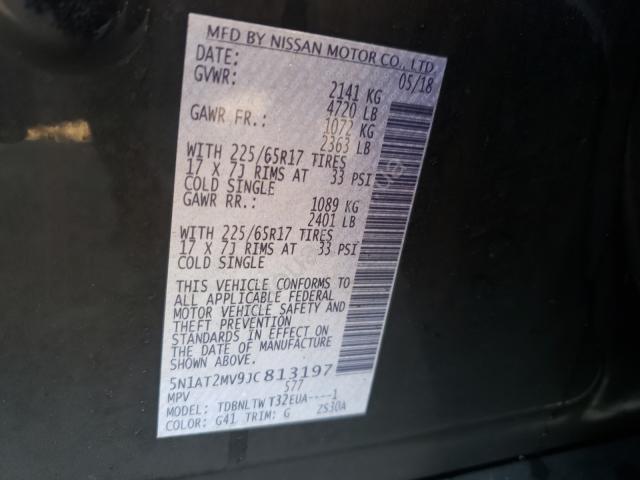 MFD BY NISSAN MOTOR CO., LTD
DATE: 05/18
GVWR: 2141 KG
4720 LB
GAWR FR.: 1072 KG
2363 LB
WITH 225/65R17 TIRES
17 X 7J RIMS AT 33 PSI
COLD SINGLE
GAWR RR.: 1089 KG
2401 LB
WITH 225/65R17 TIRES
17 X 7J RIMS AT 33 PSI
COLD SINGLE
THIS VEHICLE CONFORMS TO
ALL APPLICABLE FEDERAL
MOTOR VEHICLE SAFETY AND
THEFT PREVENTION
STANDARDS IN EFFECT ON
THE DATE OF MANUFACTURE
SHOWN ABOVE.
5N1AT2MV9JC813197
MPV 577
MODEL: TDBNLTW T32EUA----1
COLOR: G41 TRIM: G ZS30A